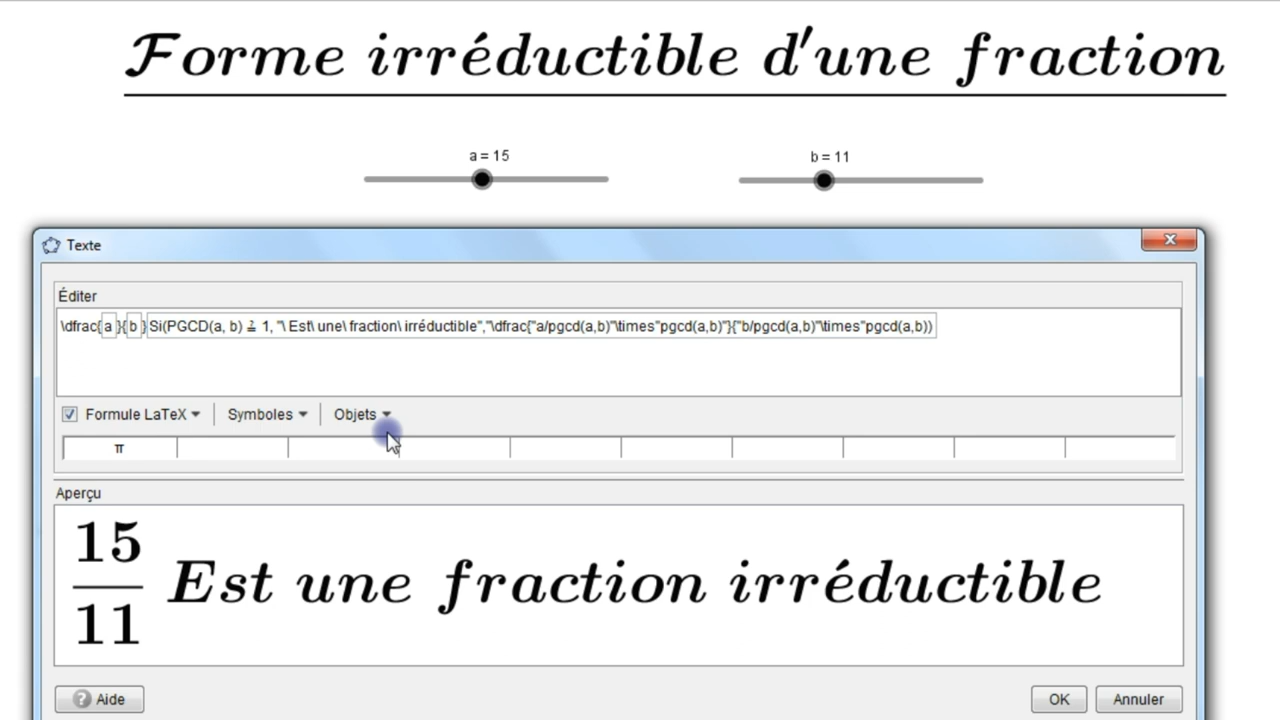 Forme irréductible d'une fraction
a = 15
b = 11
Texte
Éditer
\dfrac{ a }{ b } Si(PGCD(a, b) ≟ 1, "\ Est\ une\ fraction\ irréductible","\dfrac{"a/pgcd(a,b)"\times"pgcd(a,b)"}{"b/pgcd(a,b)"\times"pgcd(a,b))
Formule LaTeX
Symboles
Objets
π
Aperçu
15
11
Est une fraction irréductible
? Aide
OK
Annuler